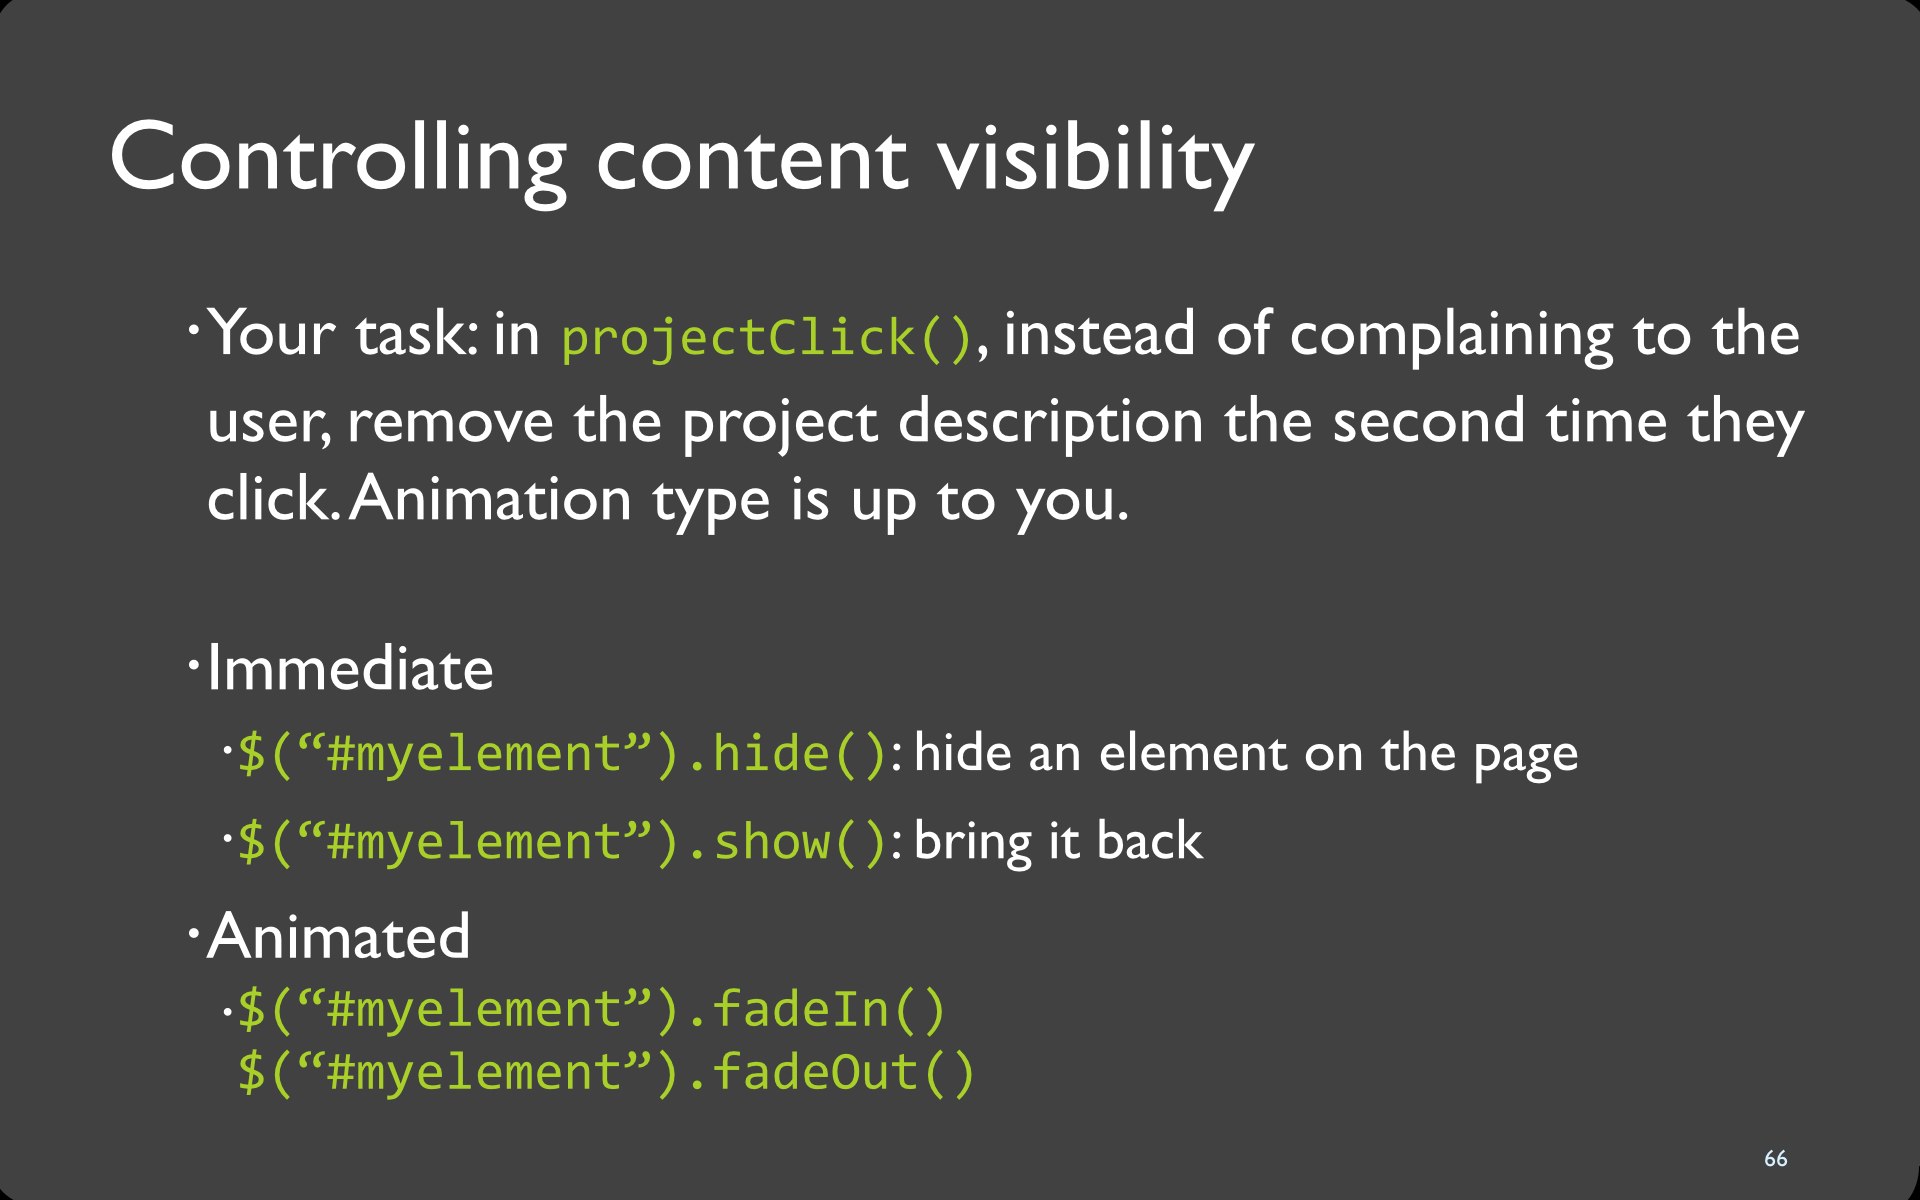 Controlling content visibility
·Your task: in projectClick(), instead of complaining to the
user, remove the project description the second time they
click. Animation type is up to you.
·Immediate
·$(“#myelement”).hide(): hide an element on the page
·$(“#myelement”).show(): bring it back
·Animated
·$(“#myelement”).fadeIn()
$(“#myelement”).fadeOut()
66